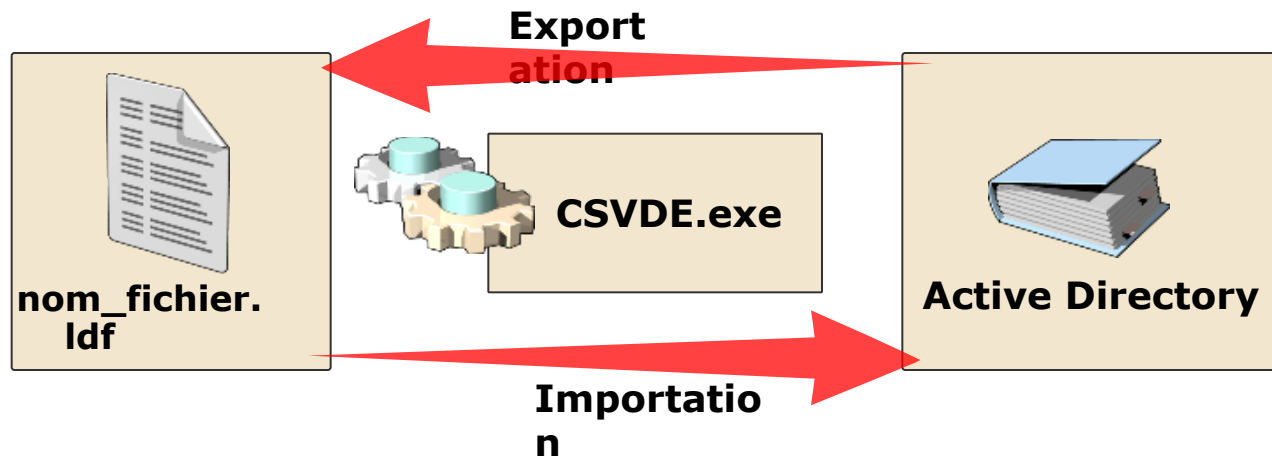 Export
ation
CSVDE.exe
nom_fichier.
ldf
Active Directory
Importatio
n